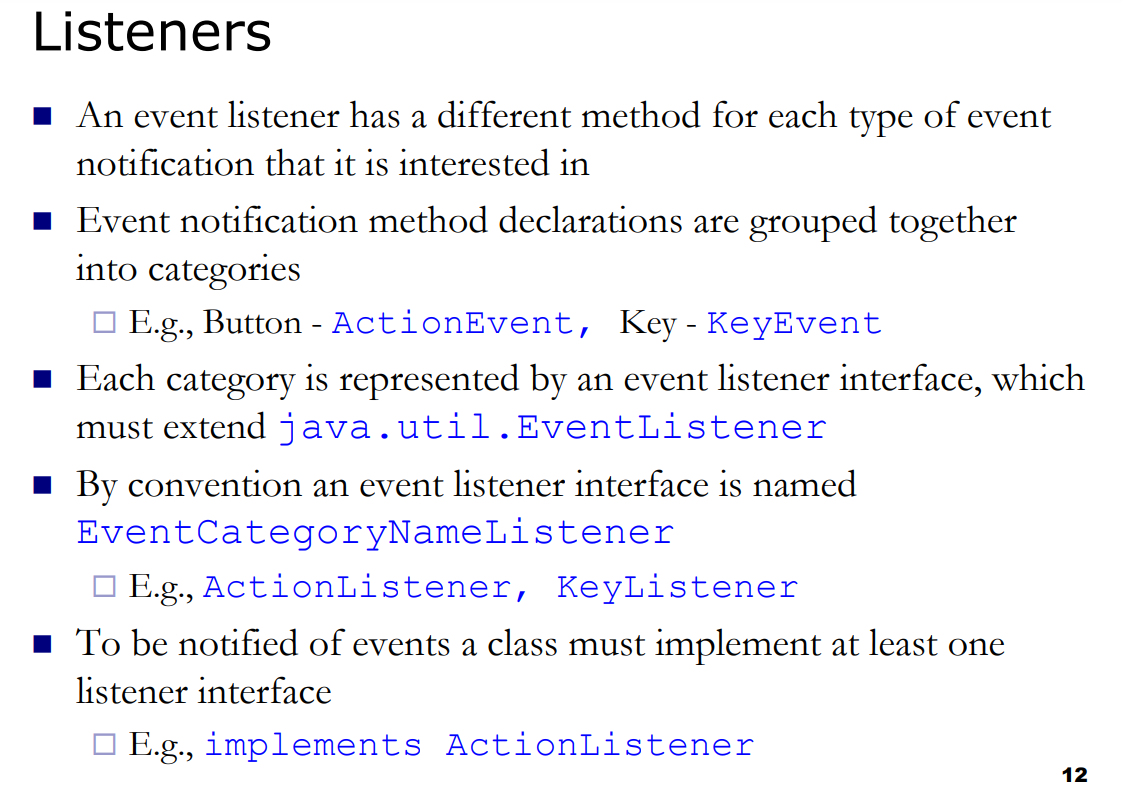 Listeners
■ An event listener has a different method for each type of event
notification that it is interested in
■ Event notification method declarations are grouped together
into categories
□ E.g., Button - ActionEvent, Key - KeyEvent
■ Each category is represented by an event listener interface, which
must extend java.util.EventListener
■ By convention an event listener interface is named
EventCategoryNameListener
□ E.g., ActionListener, KeyListener
■ To be notified of events a class must implement at least one
listener interface
□ E.g., implements ActionListener
12